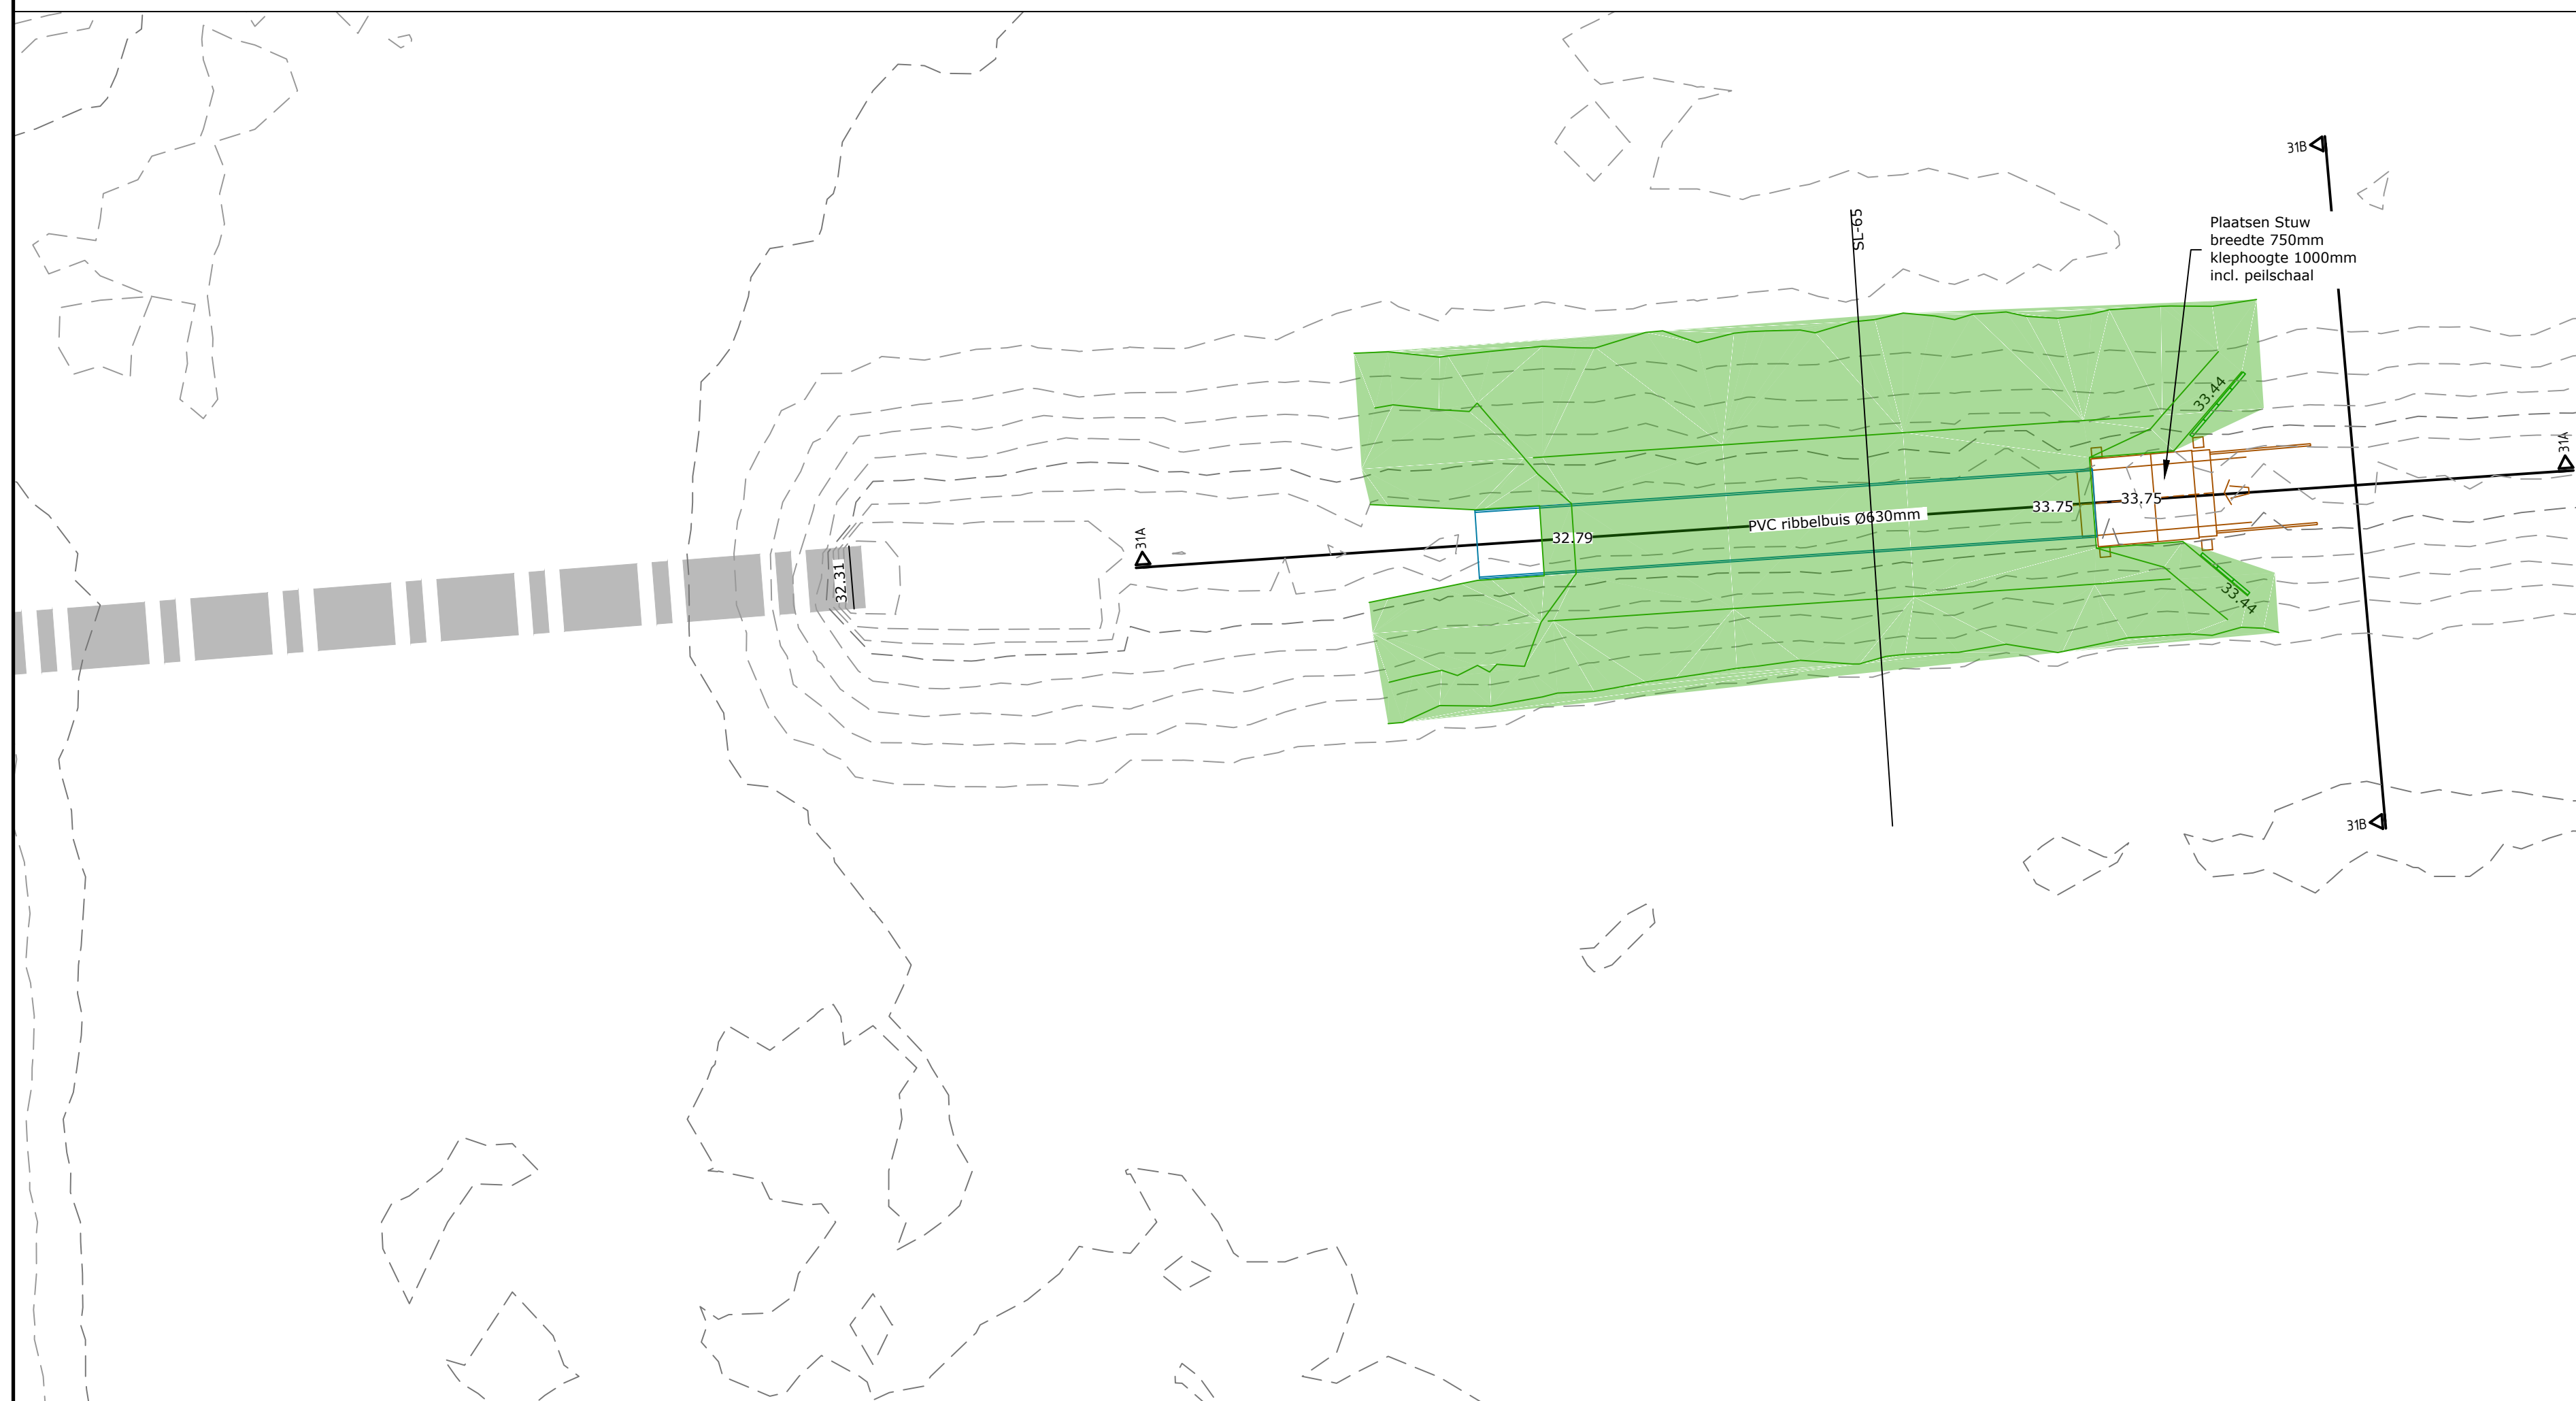 31B
SL-65
Plaatsen Stuw
breedte 750mm
klephoogte 1000mm
incl. peilschaal
33.44
31A
33.75
33.75
PVC ribbelbuis Ø630mm
32.79
31A
32.31
33.44
31B